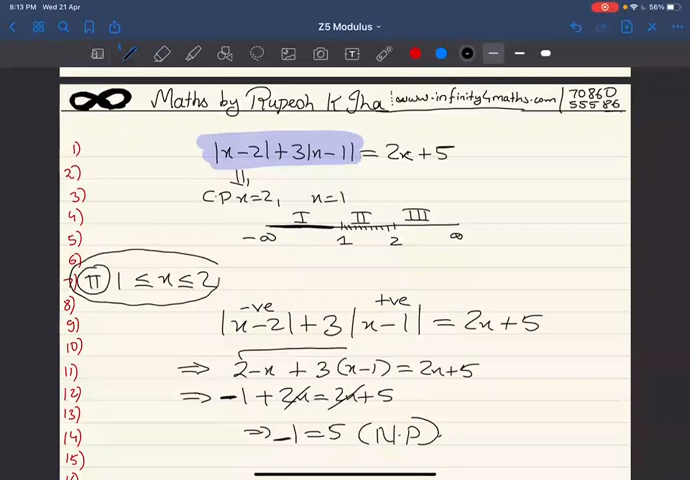 8:13 PM Wed 21 Apr
56%
Z5 Modulus
Maths by Rupesh K Jha www.infinity4maths.com 70860 55586
1) |x-2|+3|x-1| = 2x+5
2)
3) C.P x=2, x=1
4) I II III
5) -∞ 1 2 ∞
6)
7) II 1 ≤ x ≤ 2
8) -ve +ve
9) |x-2|+3|x-1| = 2x+5
10)
11) ⇒ 2-x + 3(x-1) = 2x+5
12) ⇒ -1+2x=2x+5
13)
14) ⇒ -1=5 (N.P)
15)